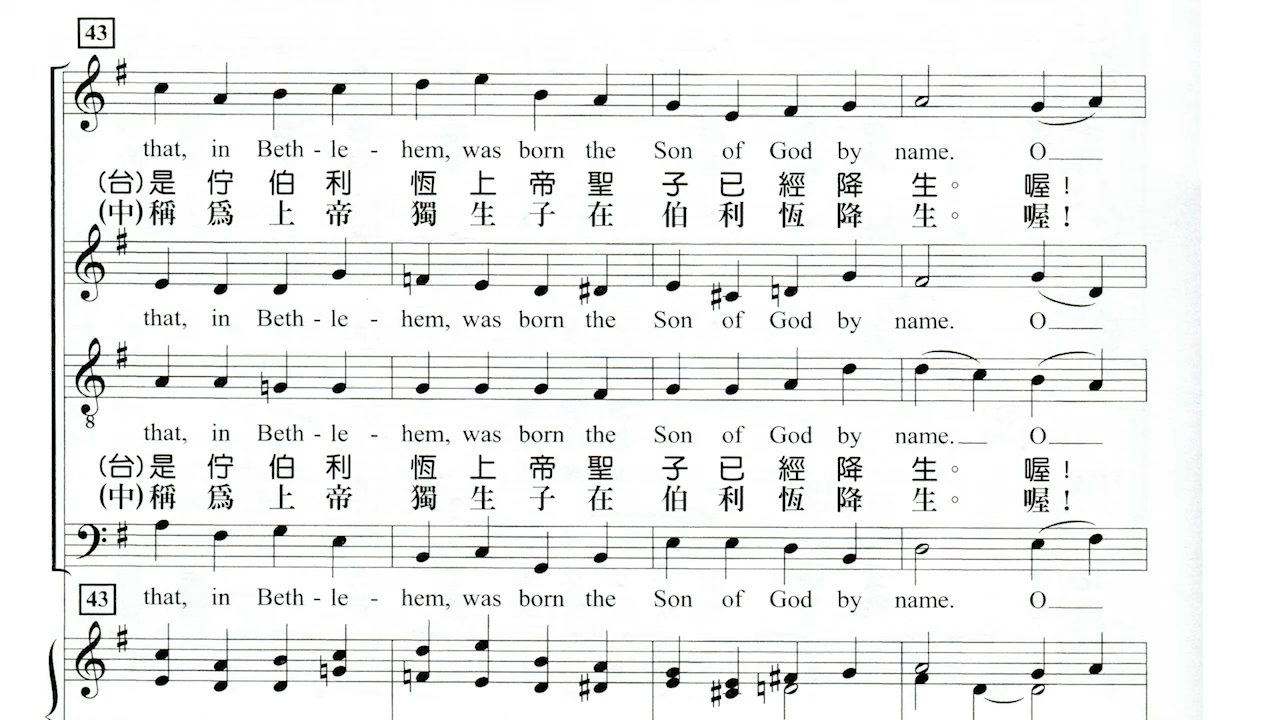 43
that, in Beth - le - hem, was born the Son of God by name. O
(台)是佇伯利恆上帝聖子已經降生。喔！
(中)稱爲上帝獨生子在伯利恆降生。喔！
that, in Beth - le - hem, was born the Son of God by name. O
8
that, in Beth - le - hem, was born the Son of God by name. O
(台)是佇伯利恆上帝聖子已經降生。喔！
(中)稱爲上帝獨生子在伯利恆降生。喔！
43
that, in Beth - le - hem, was born the Son of God by name. O